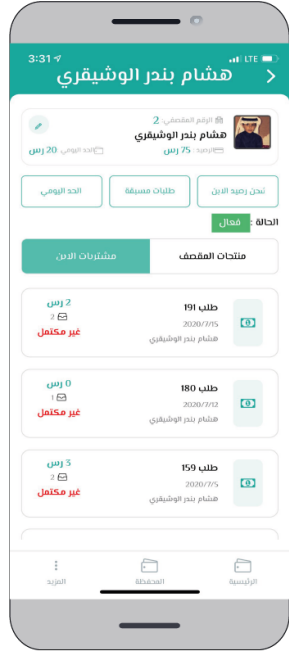 3:31 LTE
هشام بندر الوشيقري
الرقم المقصفي: 2
هشام بندر الوشيقري
الرصيد: 75 رس الحد اليومي: 20 رس
شحن رصيد الابن طلبات مسبقة الحد اليومي
الحالة : فعال
منتجات المقصف مشتريات الابن
طلب 191 2 رس
2020/7/15 2
هشام بندر الوشيقري غير مكتمل
طلب 180 0 رس
2020/7/12 1
هشام بندر الوشيقري غير مكتمل
طلب 159 3 رس
2020/7/5 2
هشام بندر الوشيقري غير مكتمل
الرئيسية المحفظة المزيد